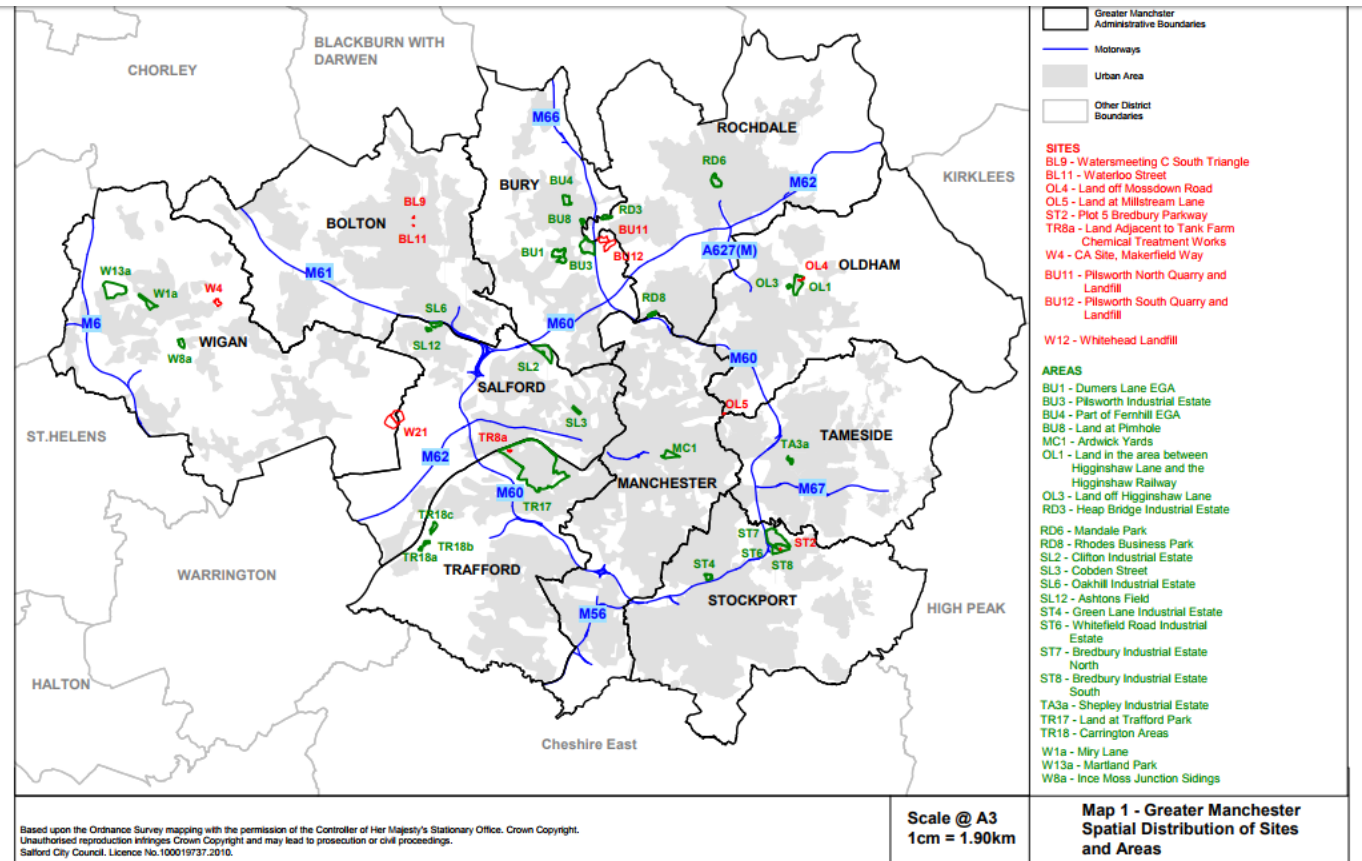 BLACKBURN WITH
DARWEN
CHORLEY
M66
ROCHDALE
RD6
KIRKLEES
BURY
BU4
M62
BL9
BOLTON
BL11
BU8
RD3
BU11
BU1
BU12
BU3
A627(M)
OLDHAM
OL4
OL3
OL1
M61
W13a
W1a
W4
RD8
SL6
M6
M60
WIGAN
SL12
W8a
M60
SL2
SALFORD
OL5
SL3
ST.HELENS
W21
TR8a
TAMESIDE
TA3a
MC1
M62
MANCHESTER
M67
M60
TR17
TR18c
ST7
ST2
TR18b
ST6
TR18a
ST8
TRAFFORD
ST4
WARRINGTON
STOCKPORT
HIGH PEAK
M56
HALTON
Cheshire East
Greater Manchster
Administrative Boundaries
Motorways
Urban Area
Other District
Boundaries
SITES
BL9 - Watersmeeting C South Triangle
BL11 - Waterloo Street
OL4 - Land off Mossdown Road
OL5 - Land at Millstream Lane
ST2 - Plot 5 Bredbury Parkway
TR8a - Land Adjacent to Tank Farm
Chemical Treatment Works
W4 - CA Site, Makerfield Way
BU11 - Pilsworth North Quarry and
Landfill
BU12 - Pilsworth South Quarry and
Landfill
W12 - Whitehead Landfill
AREAS
BU1 - Dumers Lane EGA
BU3 - Pilsworth Industrial Estate
BU4 - Part of Fernhill EGA
BU8 - Land at Pimhole
MC1 - Ardwick Yards
OL1 - Land in the area between
Higginshaw Lane and the
Higginshaw Railway
OL3 - Land off Higginshaw Lane
RD3 - Heap Bridge Industrial Estate
RD6 - Mandale Park
RD8 - Rhodes Business Park
SL2 - Clifton Industrial Estate
SL3 - Cobden Street
SL6 - Oakhill Industrial Estate
SL12 - Ashtons Field
ST4 - Green Lane Industrial Estate
ST6 - Whitefield Road Industrial
Estate
ST7 - Bredbury Industrial Estate
North
ST8 - Bredbury Industrial Estate
South
TA3a - Shepley Industrial Estate
TR17 - Land at Trafford Park
TR18 - Carrington Areas
W1a - Miry Lane
W13a - Martland Park
W8a - Ince Moss Junction Sidings
Based upon the Ordnance Survey mapping with the permission of the Controller of Her Majesty's Stationary Office. Crown Copyright.
Unauthorised reproduction infringes Crown Copyright and may lead to prosecution or civil proceedings.
Salford City Council. Licence No.100019737.2010.
Scale @ A3
1cm = 1.90km
Map 1 - Greater Manchester
Spatial Distribution of Sites
and Areas